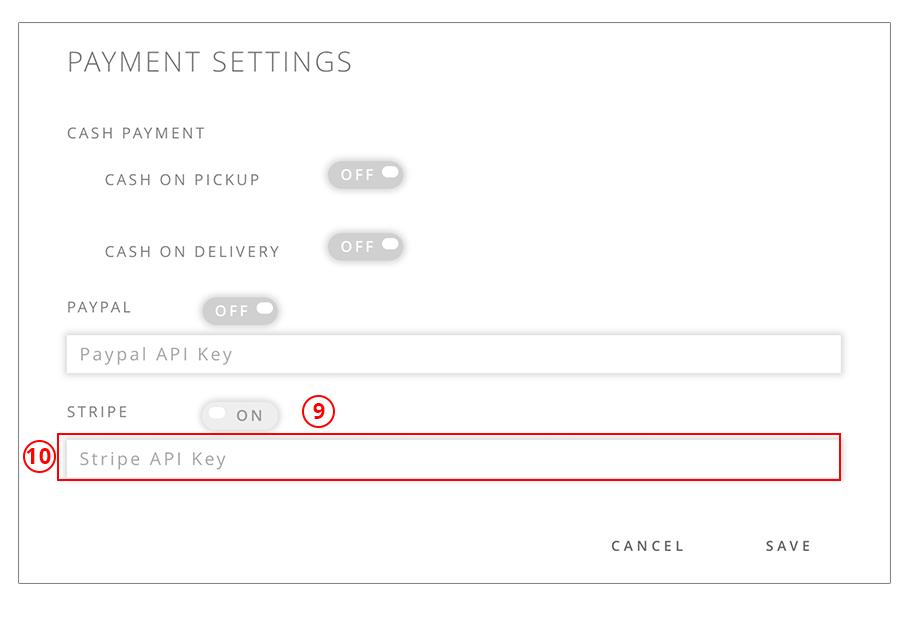 PAYMENT SETTINGS
CASH PAYMENT
CASH ON PICKUP OFF
CASH ON DELIVERY OFF
PAYPAL OFF
Paypal API Key
STRIPE ON 9
10 Stripe API Key
CANCEL SAVE